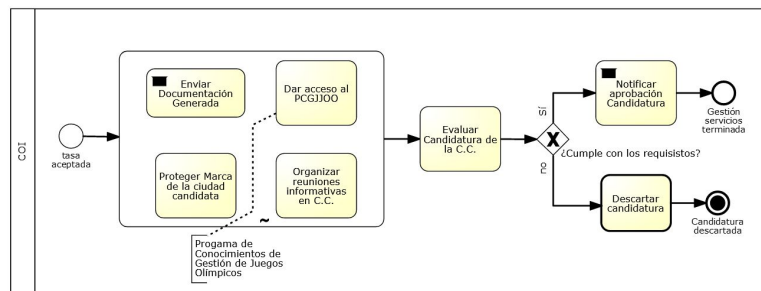 COI
tasa
aceptada
Enviar
Documentación
Generada
Dar acceso al
PCGJJOO
Proteger Marca
de la ciudad
candidata
Organizar
reuniones
informativas
en C.C.
~
Progama de
Conocimientos de
Gestión de Juegos
Olímpicos
Evaluar
Candidatura de
la C.C.
¿Cumple con los requisistos?
Sí
no
Notificar
aprobación
Candidatura
Gestión
servicios
terminada
Descartar
candidatura
Candidatura
descartada